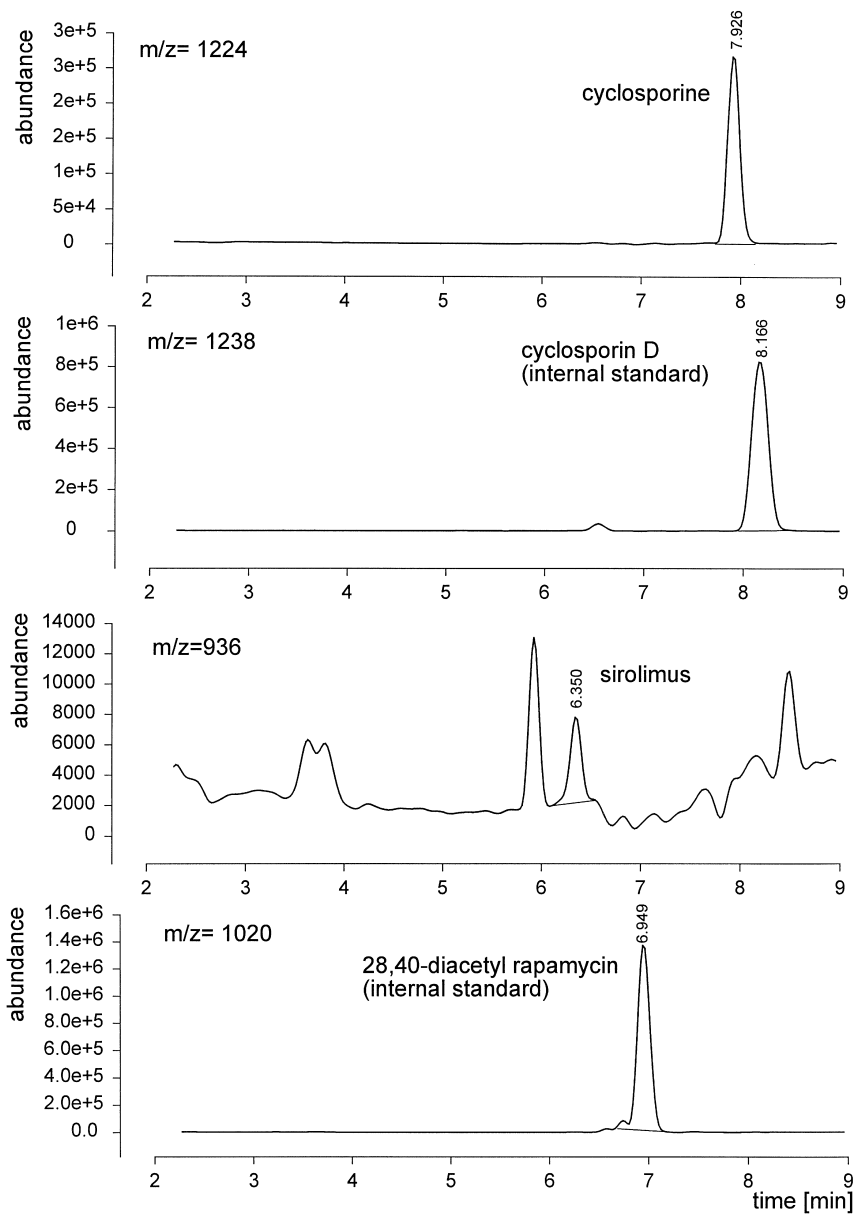 abundance
3e+5
3e+5
2e+5
2e+5
1e+5
5e+4
0
m/z= 1224
cyclosporine
7.926
2 3 4 5 6 7 8 9
abundance
1e+6
8e+5
6e+5
4e+5
2e+5
0
m/z= 1238
cyclosporin D
(internal standard)
8.166
2 3 4 5 6 7 8 9
abundance
14000
12000
10000
8000
6000
4000
2000
0
m/z=936
6.350
sirolimus
2 3 4 5 6 7 8 9
abundance
1.6e+6
1.4e+6
1.2e+6
1.0e+6
8.0e+5
6.0e+5
4.0e+5
2.0e+5
0.0
m/z= 1020
28,40-diacetyl rapamycin
(internal standard)
6.949
2 3 4 5 6 7 8 9
time [min]